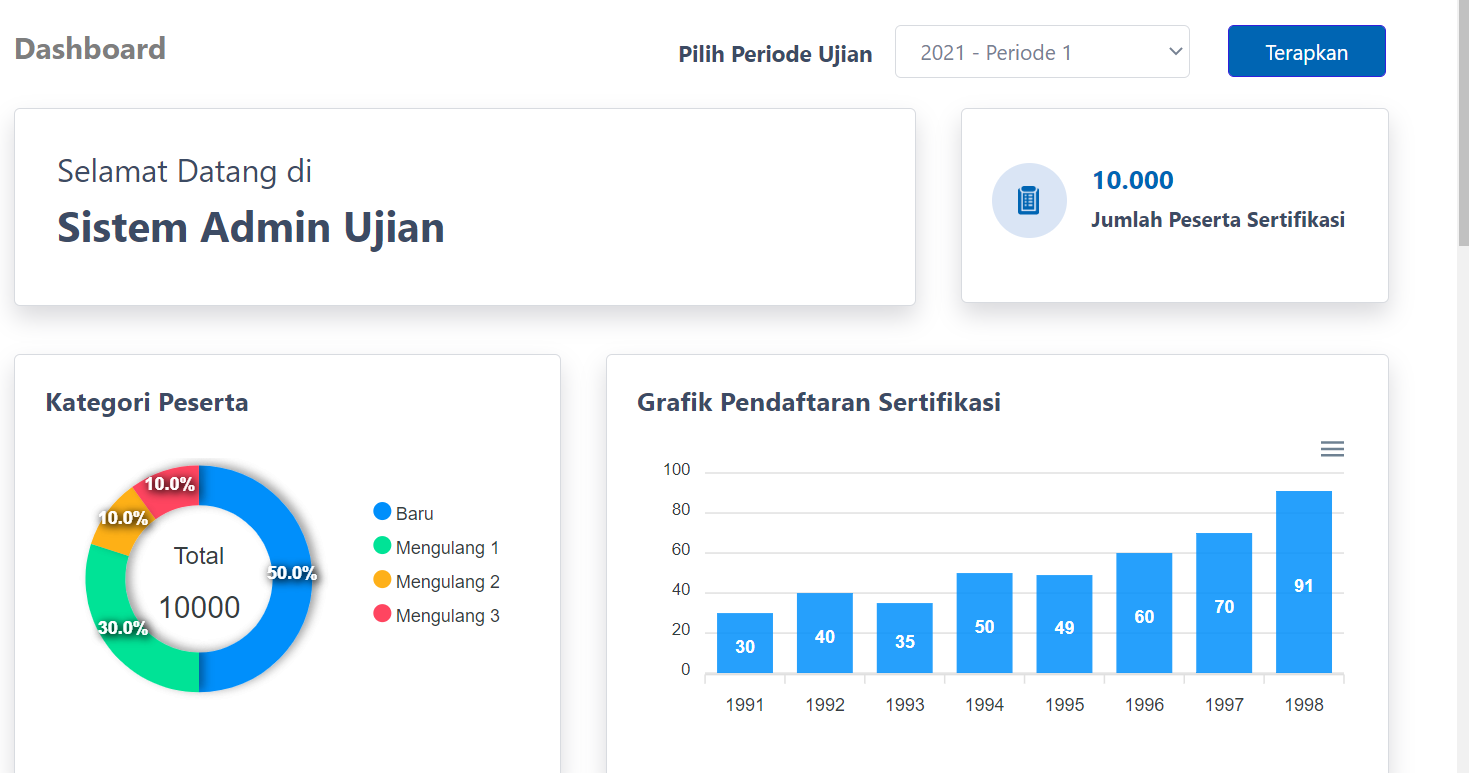 Dashboard
Pilih Periode Ujian
2021 - Periode 1
Terapkan
Selamat Datang di
Sistem Admin Ujian
10.000
Jumlah Peserta Sertifikasi
Kategori Peserta
10.0%
10.0%
50.0%
30.0%
Total
10000
Baru
Mengulang 1
Mengulang 2
Mengulang 3
Grafik Pendaftaran Sertifikasi
100
80
60
40
20
0
30
40
35
50
49
60
70
91
1991
1992
1993
1994
1995
1996
1997
1998